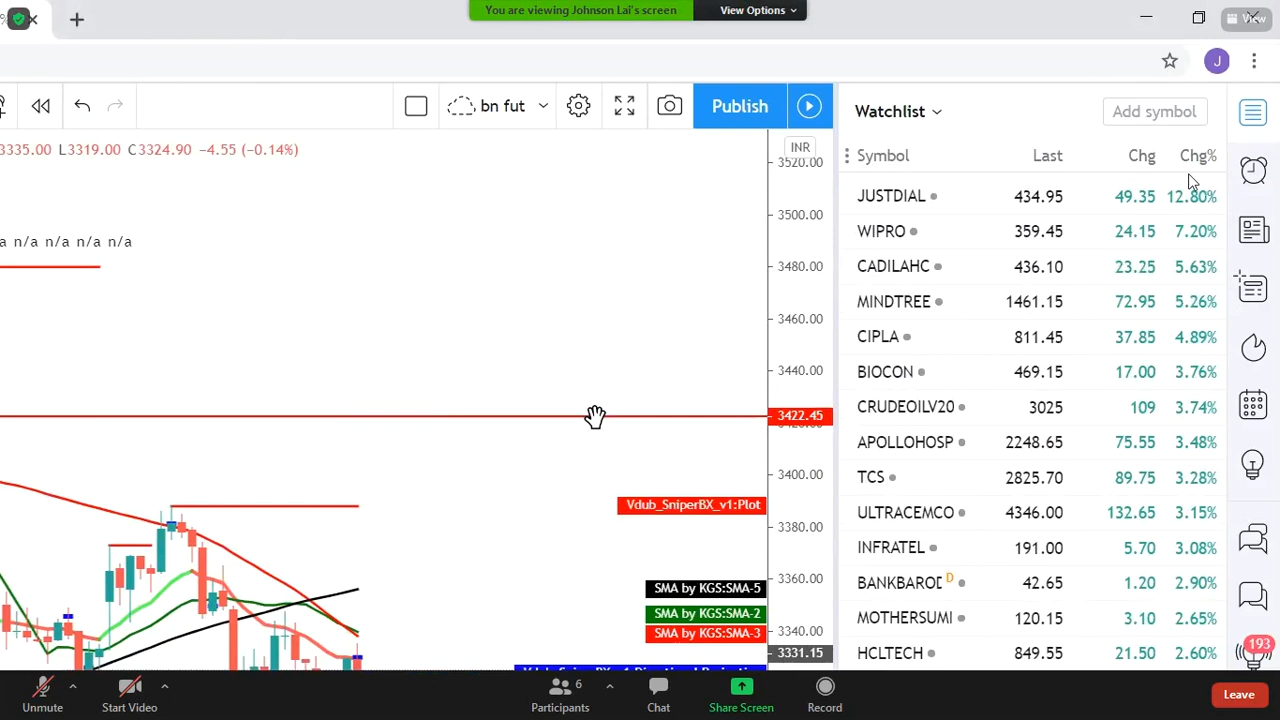 You are viewing Johnson Lai's screen
View Options
View
J
bn fut
Publish
3335.00 L3319.00 C3324.90 −4.55 (−0.14%)
n/a n/a n/a n/a
INR
3520.00
3500.00
3480.00
3460.00
3440.00
3422.45
3400.00
3380.00
3360.00
3340.00
3331.15
Vdub_SniperBX_v1:Plot
SMA by KGS:SMA-5
SMA by KGS:SMA-2
SMA by KGS:SMA-3
Watchlist
Add symbol
Symbol Last Chg Chg%
JUSTDIAL 434.95 49.35 12.80%
WIPRO 359.45 24.15 7.20%
CADILAHC 436.10 23.25 5.63%
MINDTREE 1461.15 72.95 5.26%
CIPLA 811.45 37.85 4.89%
BIOCON 469.15 17.00 3.76%
CRUDEOILV20 3025 109 3.74%
APOLLOHOSP 2248.65 75.55 3.48%
TCS 2825.70 89.75 3.28%
ULTRACEMCO 4346.00 132.65 3.15%
INFRATEL 191.00 5.70 3.08%
BANKBAROD D 42.65 1.20 2.90%
MOTHERSUMI 120.15 3.10 2.65%
HCLTECH 849.55 21.50 2.60%
193
Unmute
Start Video
6
Participants
Chat
Share Screen
Record
Leave